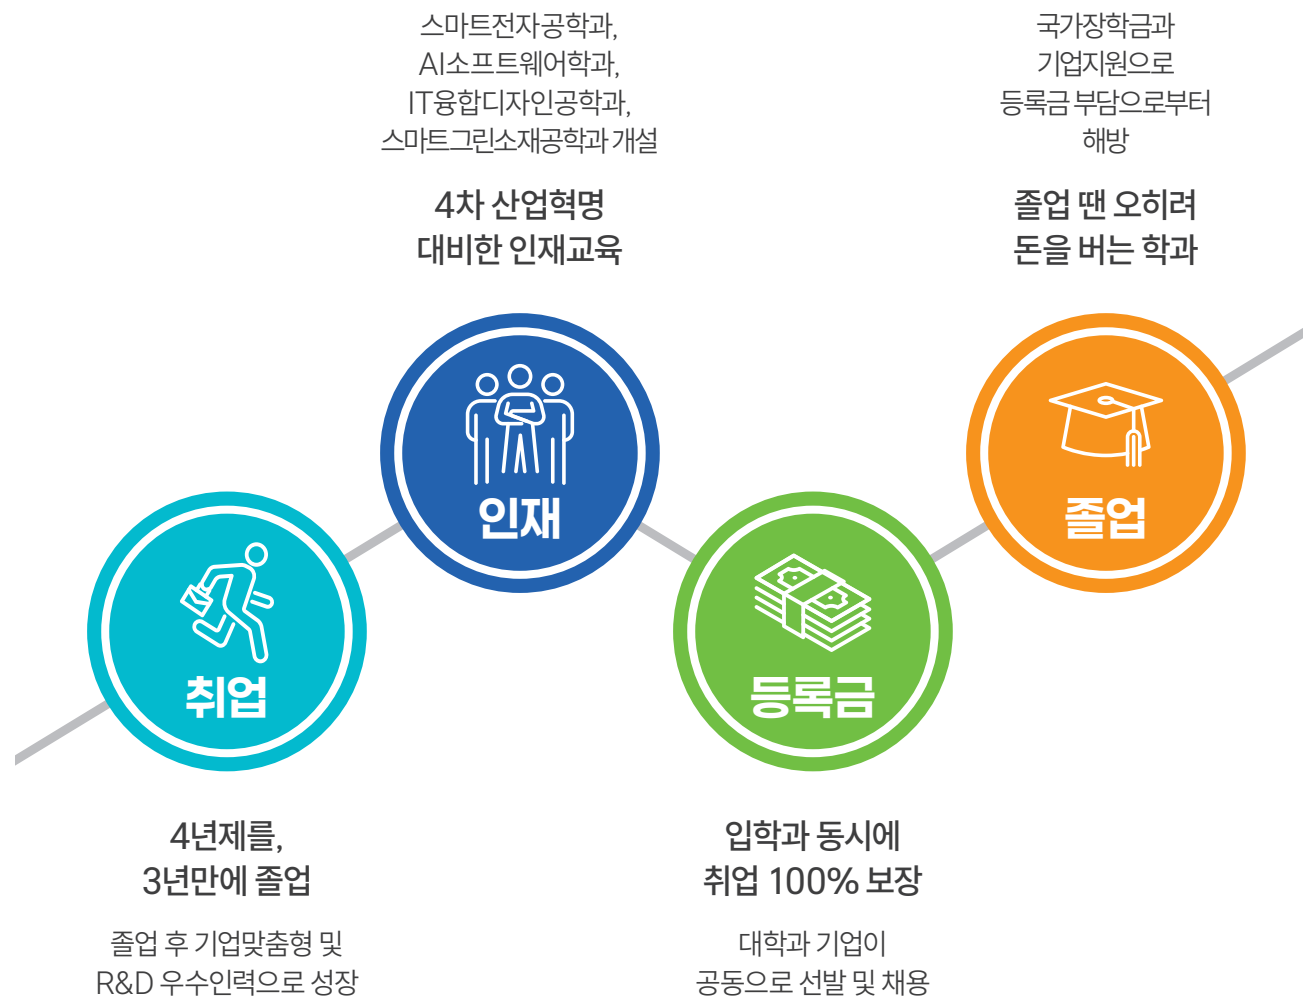 스마트전자공학과,
AI소프트웨어학과,
IT융합디자인공학과,
스마트그린소재공학과 개설
4차 산업혁명
대비한 인재교육
인재
국가장학금과
기업지원으로
등록금 부담으로부터
해방
졸업 땐 오히려
돈을 버는 학과
졸업
취업
4년제를,
3년만에 졸업
졸업 후 기업맞춤형 및
R&D 우수인력으로 성장
등록금
입학과 동시에
취업 100% 보장
대학과 기업이
공동으로 선발 및 채용